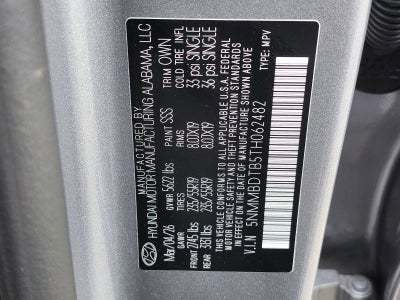 MANUFACTURED BY
HYUNDAI MOTOR MANUFACTURING ALABAMA, LLC
Mar/04/26 GVWR 5622 lbs PAINT SSS TRIM OWN
GAWR TIRES RIMS COLD TIRE INFL
FRONT 2745 lbs 235/55R19 8.0JX19 33 psi SINGLE
REAR 3131 lbs 235/55R19 8.0JX19 36 psi SINGLE
THIS VEHICLE CONFORMS TO ALL APPLICABLE U.S.A. FEDERAL
MOTOR VEHICLE SAFETY, BUMPER AND THEFT PREVENTION STANDARDS
IN EFFECT ON THE DATE OF MANUFACTURE SHOWN ABOVE.
V.I.N.: 5NMMBDTB5TH062482 TYPE: MPV